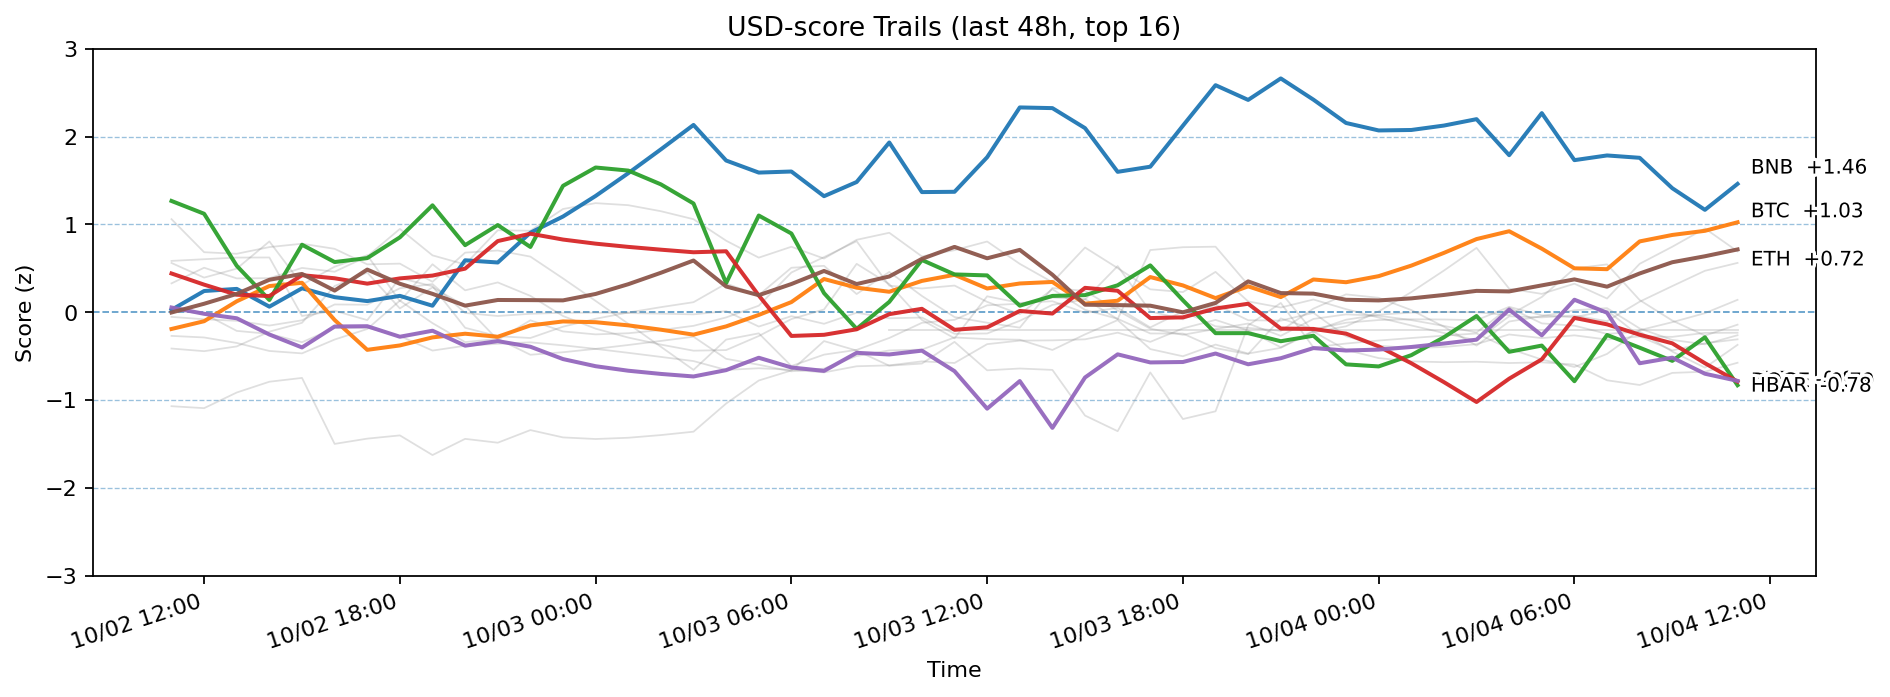 USD-score Trails (last 48h, top 16)
Score (z)
3
2
1
0
−1
−2
−3
BNB +1.46
BTC +1.03
ETH +0.72
HBAR -0.78
10/02 12:00
10/02 18:00
10/03 00:00
10/03 06:00
10/03 12:00
10/03 18:00
10/04 00:00
10/04 06:00
10/04 12:00
Time